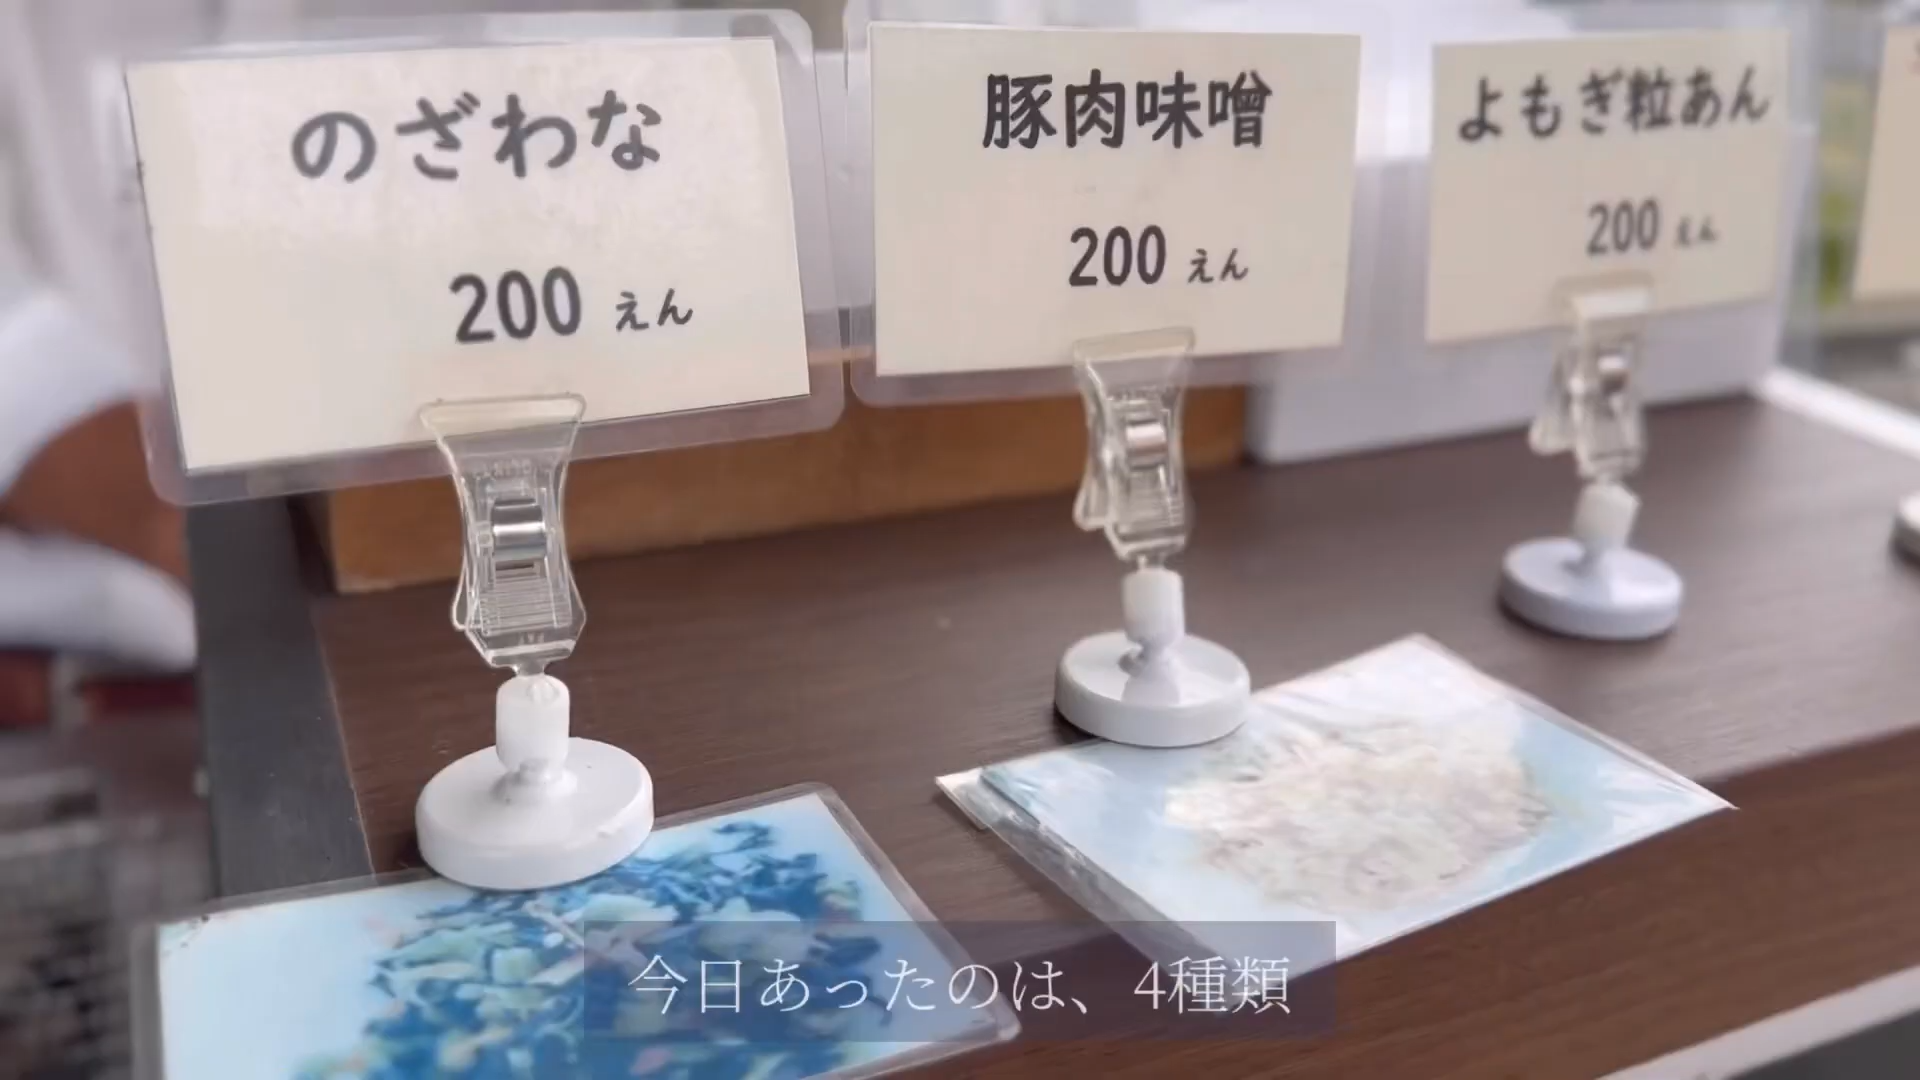 のざわな
200 えん
豚肉味噌
200 えん
よもぎ粒あん
200 えん
今日あったのは、4種類